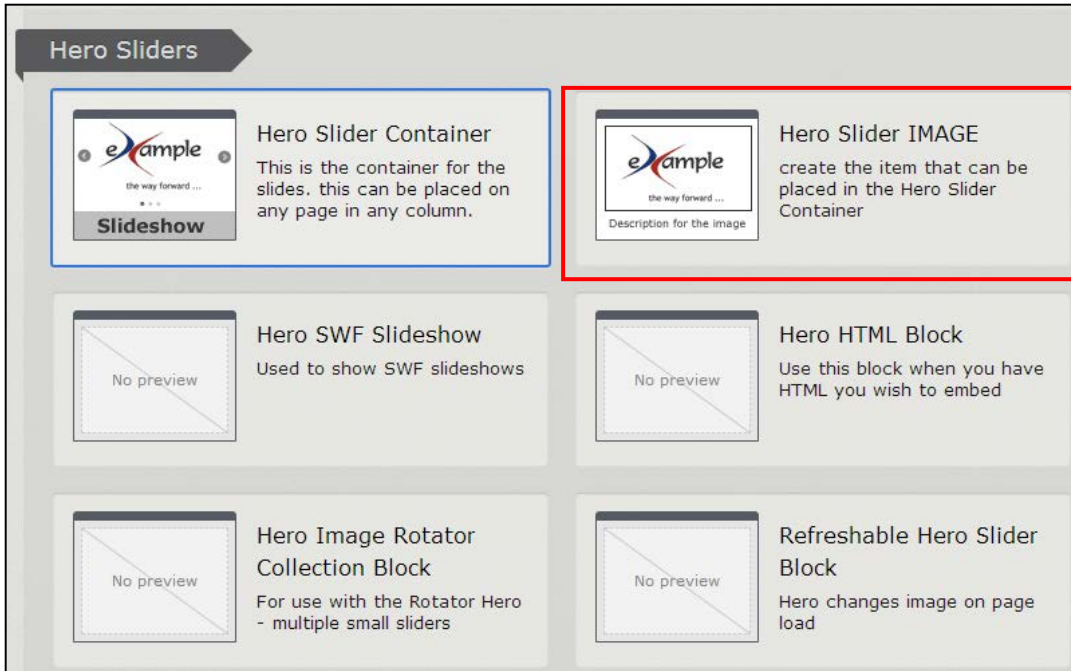 Hero Sliders
eXample
the way forward ...
Slideshow
Hero Slider Container
This is the container for the
slides. this can be placed on
any page in any column.
eXample
the way forward ...
Description for the image
Hero Slider IMAGE
create the item that can be
placed in the Hero Slider
Container
No preview
Hero SWF Slideshow
Used to show SWF slideshows
No preview
Hero HTML Block
Use this block when you have
HTML you wish to embed
No preview
Hero Image Rotator
Collection Block
For use with the Rotator Hero
- multiple small sliders
No preview
Refreshable Hero Slider
Block
Hero changes image on page
load